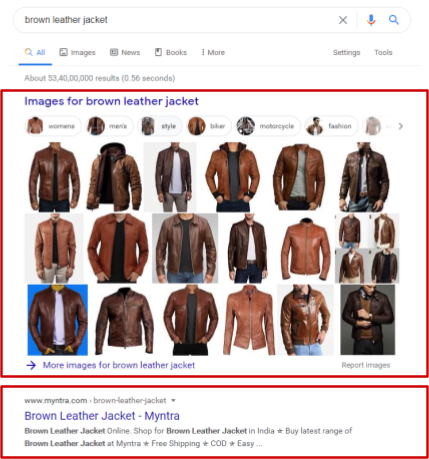 brown leather jacket
All Images News Books More Settings Tools
About 53,40,00,000 results (0.56 seconds)
Images for brown leather jacket
womens men's style biker motorcycle fashion
More images for brown leather jacket Report images
www.myntra.com › brown-leather-jacket
Brown Leather Jacket - Myntra
Brown Leather Jacket Online. Shop for Brown Leather Jacket in India ★ Buy latest range of
Brown Leather Jacket at Myntra ★ Free Shipping ★ COD ★ Easy ...